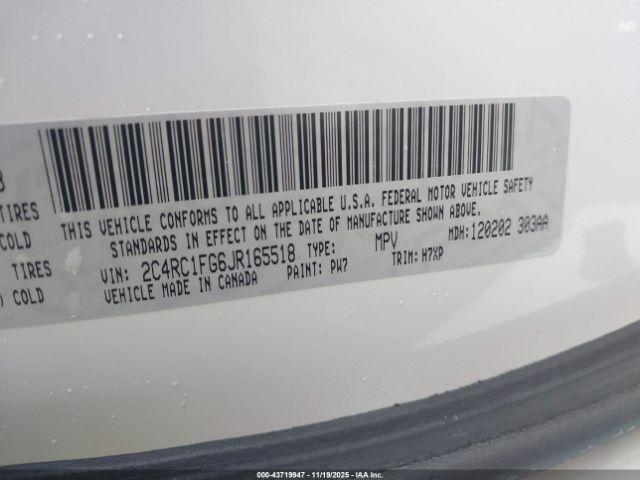 TIRES
COLD
) COLD
THIS VEHICLE CONFORMS TO ALL APPLICABLE U.S.A. FEDERAL MOTOR VEHICLE SAFETY
STANDARDS IN EFFECT ON THE DATE OF MANUFACTURE SHOWN ABOVE.
VIN: 2C4RC1FG6JR165518 TYPE: MPV MDH: 120202 303AA
VEHICLE MADE IN CANADA PAINT: PW7 TRIM: H7XP
00-43719947 | 11/19/2025 | IAA Inc.